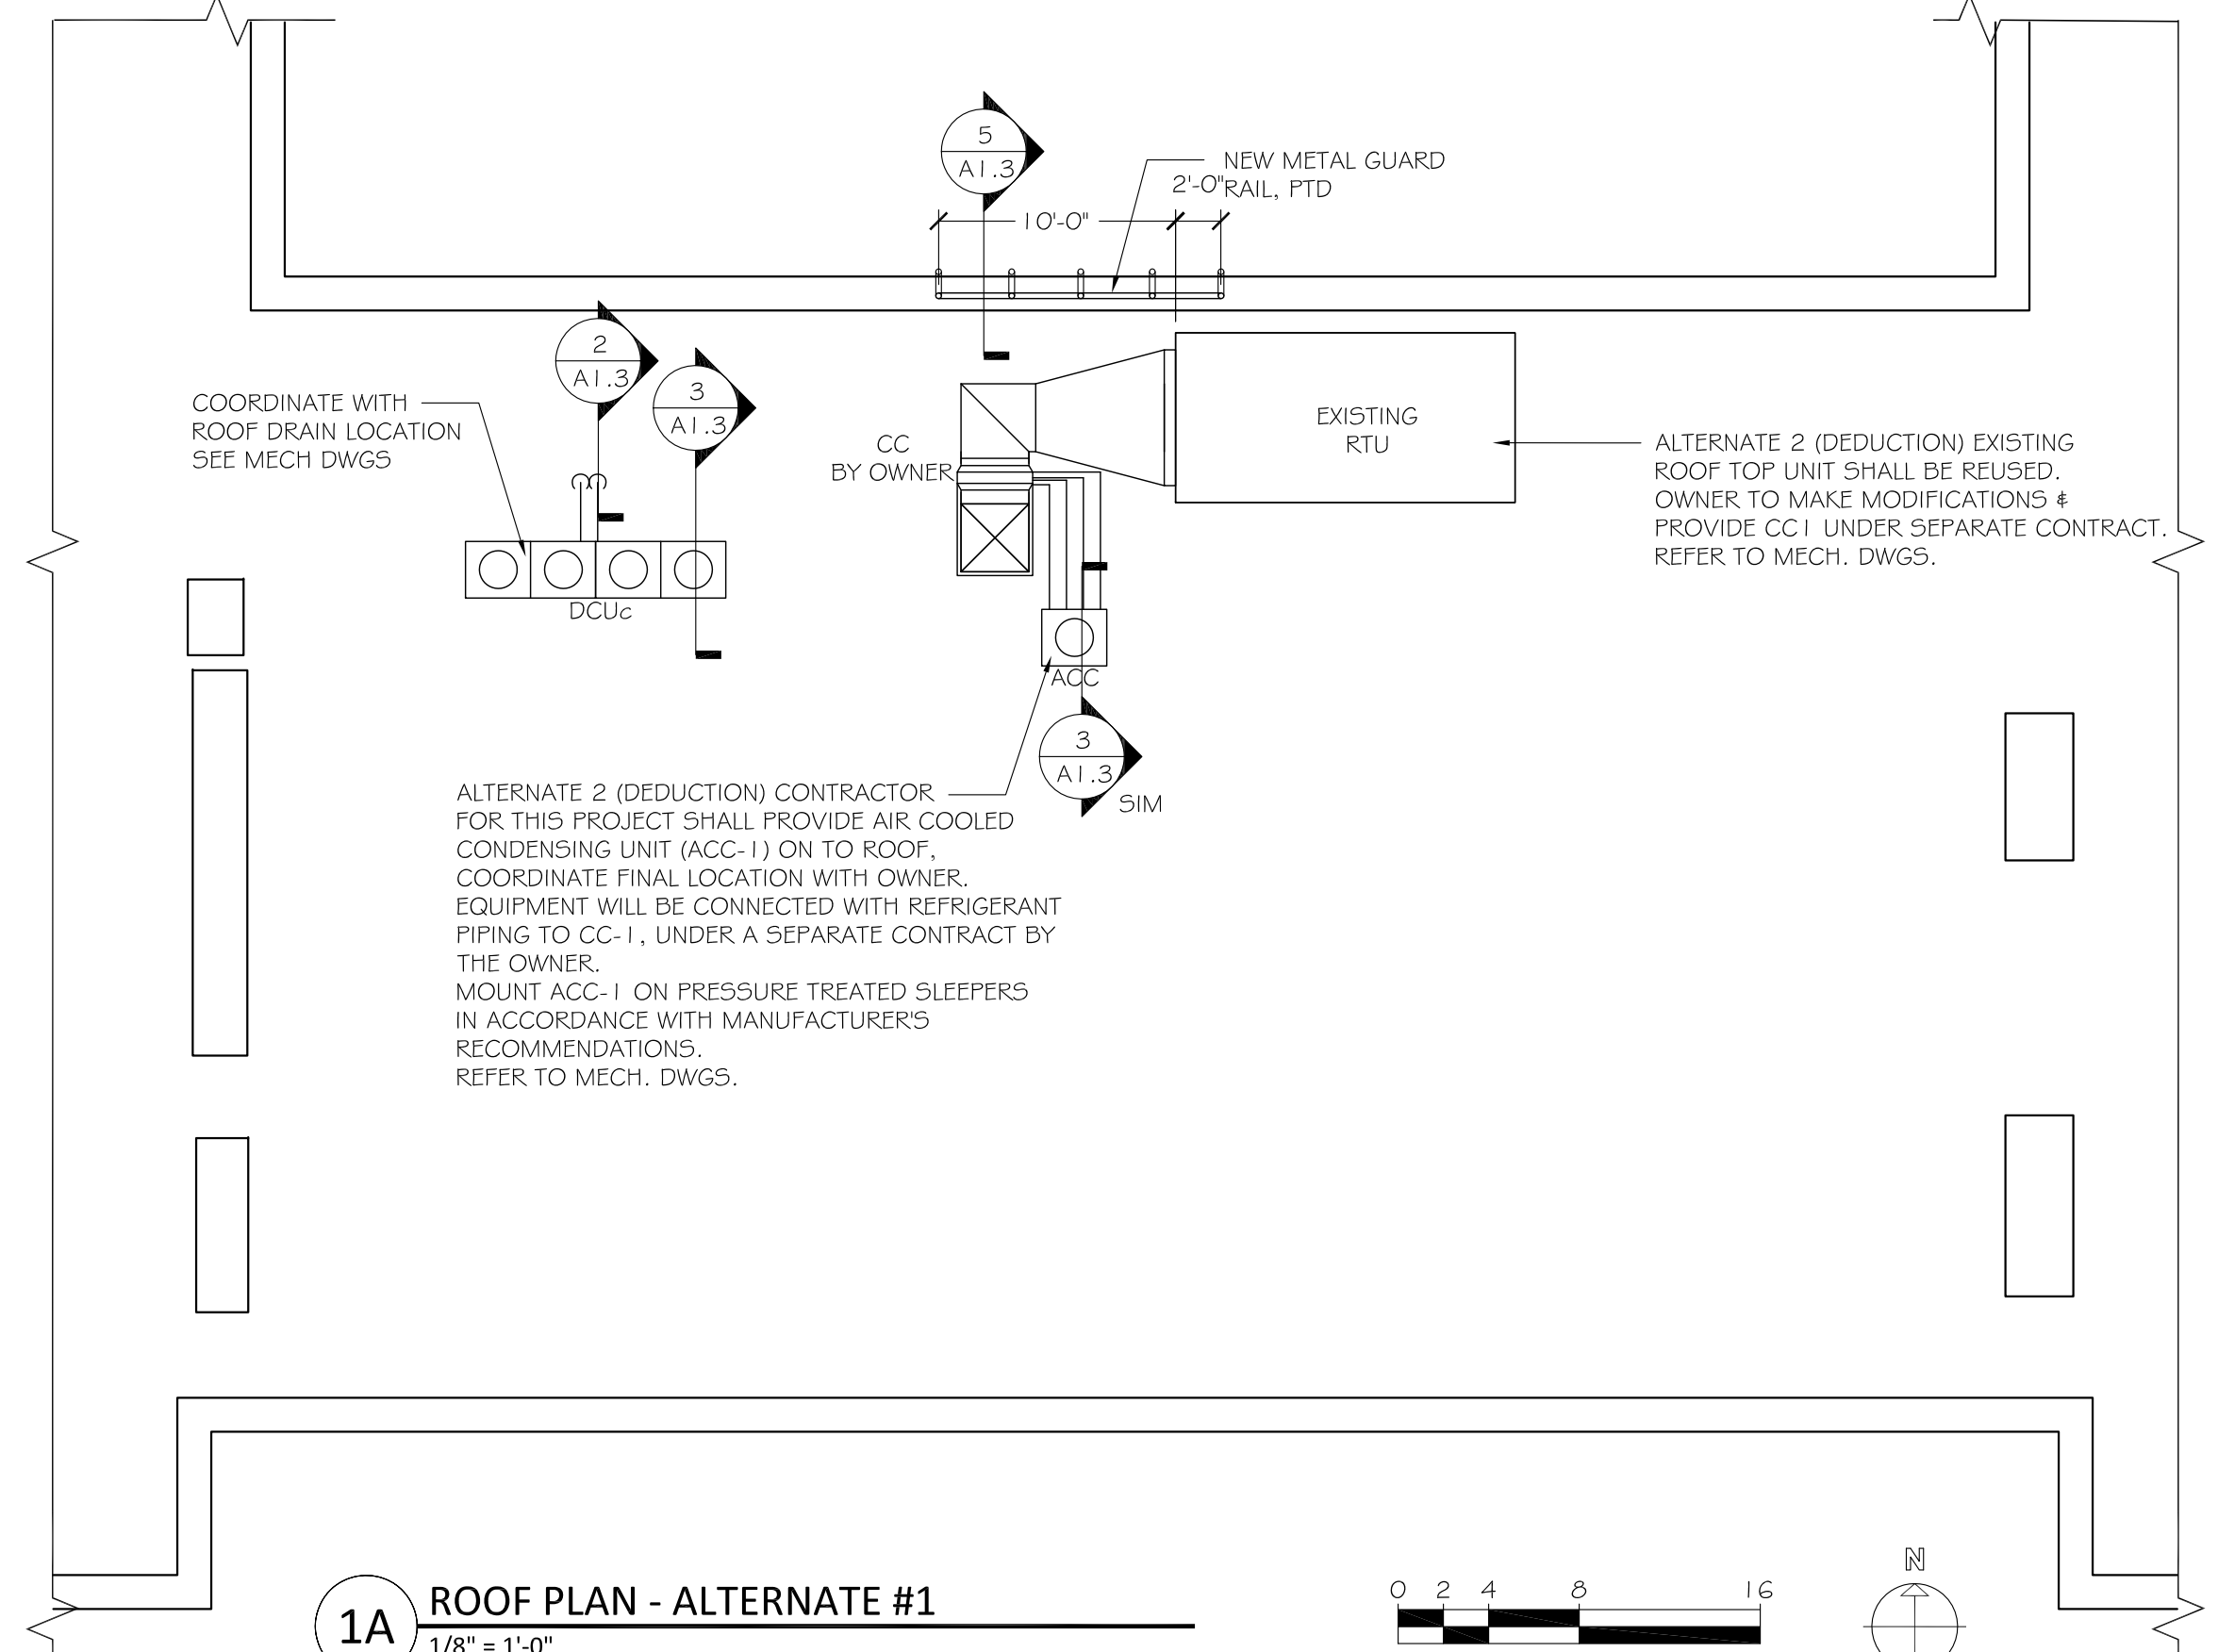 5
A1.3
NEW METAL GUARD
RAIL, PTD
2'-0"
10'-0"
2
A1.3
3
A1.3
COORDINATE WITH
ROOF DRAIN LOCATION
SEE MECH DWGS
CC
BY OWNER
EXISTING
RTU
ALTERNATE 2 (DEDUCTION) EXISTING
ROOF TOP UNIT SHALL BE REUSED.
OWNER TO MAKE MODIFICATIONS &
PROVIDE CC1 UNDER SEPARATE CONTRACT.
REFER TO MECH. DWGS.
DCUc
ACC
3
A1.3
SIM
ALTERNATE 2 (DEDUCTION) CONTRACTOR
FOR THIS PROJECT SHALL PROVIDE AIR COOLED
CONDENSING UNIT (ACC-1) ON TO ROOF,
COORDINATE FINAL LOCATION WITH OWNER.
EQUIPMENT WILL BE CONNECTED WITH REFRIGERANT
PIPING TO CC-1, UNDER A SEPARATE CONTRACT BY
THE OWNER.
MOUNT ACC-1 ON PRESSURE TREATED SLEEPERS
IN ACCORDANCE WITH MANUFACTURER'S
RECOMMENDATIONS.
REFER TO MECH. DWGS.
1A
ROOF PLAN - ALTERNATE #1
1/8" = 1'-0"
0 2 4 8 16
N